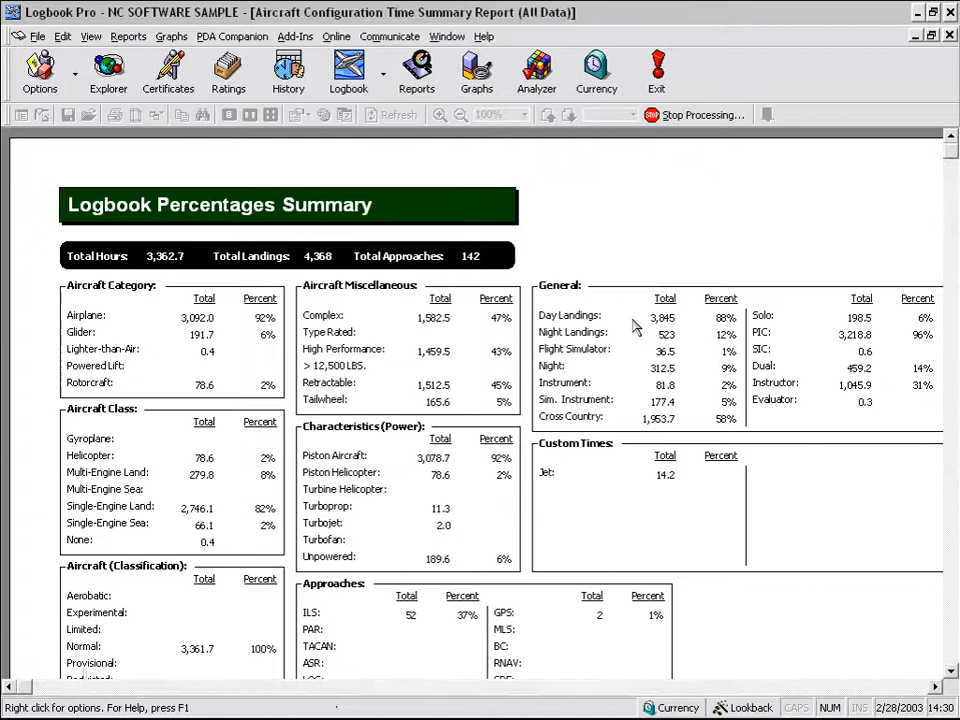 Logbook Pro - NC SOFTWARE SAMPLE - [Aircraft Configuration Time Summary Report (All Data)]
File Edit View Reports Graphs PDA Companion Add-Ins Online Communicate Window Help
Options Explorer Certificates Ratings History Logbook Reports Graphs Analyzer Currency Exit
Refresh 100% STOP Stop Processing...
Logbook Percentages Summary
Total Hours: 3,362.7 Total Landings: 4,368 Total Approaches: 142
Aircraft Category:
Total Percent
Airplane: 3,092.0 92%
Glider: 191.7 6%
Lighter-than-Air: 0.4
Powered Lift:
Rotorcraft: 78.6 2%
Aircraft Class:
Total Percent
Gyroplane:
Helicopter: 78.6 2%
Multi-Engine Land: 279.8 8%
Multi-Engine Sea:
Single-Engine Land: 2,746.1 82%
Single-Engine Sea: 66.1 2%
None: 0.4
Aircraft (Classification):
Total Percent
Aerobatic:
Experimental:
Limited:
Normal: 3,361.7 100%
Provisional:
Aircraft Miscellaneous:
Total Percent
Complex: 1,582.5 47%
Type Rated:
High Performance: 1,459.5 43%
> 12,500 LBS.
Retractable: 1,512.5 45%
Tailwheel: 165.6 5%
Characteristics (Power):
Total Percent
Piston Aircraft: 3,078.7 92%
Piston Helicopter: 78.6 2%
Turbine Helicopter:
Turboprop: 11.3
Turbojet: 2.0
Turbofan:
Unpowered: 189.6 6%
General:
Total Percent Total Percent
Day Landings: 3,845 88% Solo: 198.5 6%
Night Landings: 523 12% PIC: 3,218.8 96%
Flight Simulator: 36.5 1% SIC: 0.6
Night: 312.5 9% Dual: 459.2 14%
Instrument: 81.8 2% Instructor: 1,045.9 31%
Sim. Instrument: 177.4 5% Evaluator: 0.3
Cross Country: 1,953.7 58%
Custom Times:
Total Percent
Jet: 14.2
Approaches:
Total Percent Total Percent
ILS: 52 37% GPS: 2 1%
PAR: MLS:
TACAN: BC:
ASR: RNAV:
Right click for options. For Help, press F1 Currency Lookback CAPS NUM INS 2/28/2003 14:30